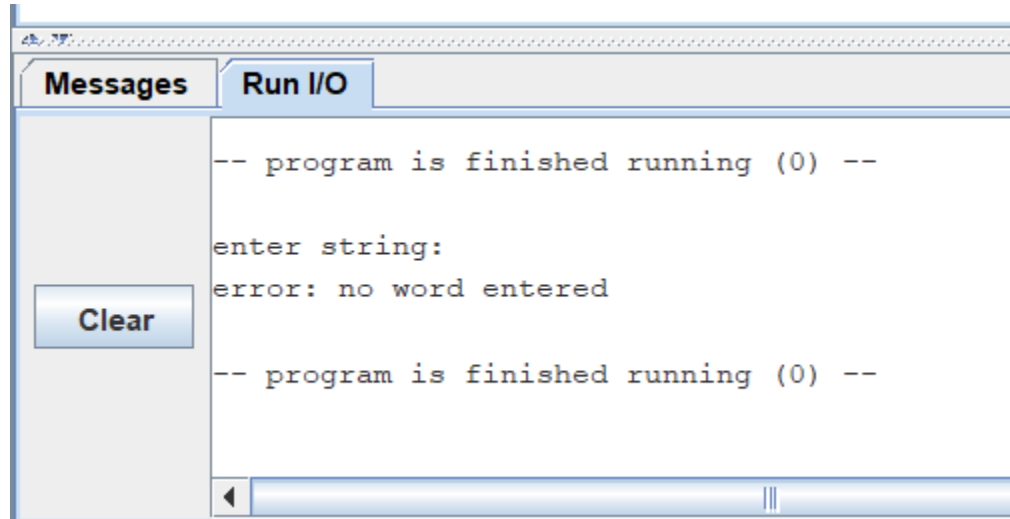 Messages
Run I/O
-- program is finished running (0) --
enter string:
error: no word entered
Clear
-- program is finished running (0) --